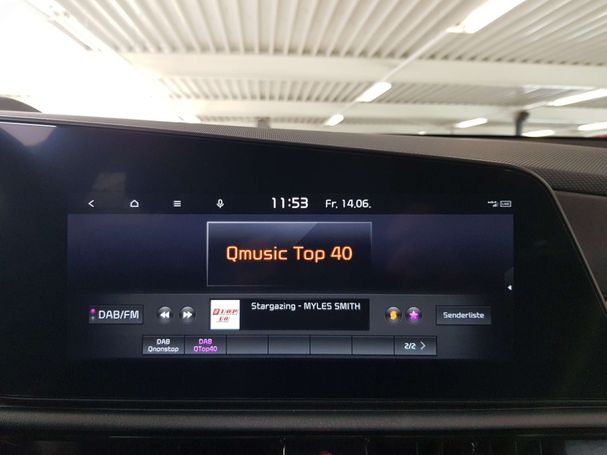 11:53 Fr, 14.06. LIVE
Qmusic Top 40
DAB/FM
Stargazing - MYLES SMITH
Senderliste
DAB
Qnonstop
DAB
QTop40
2/2